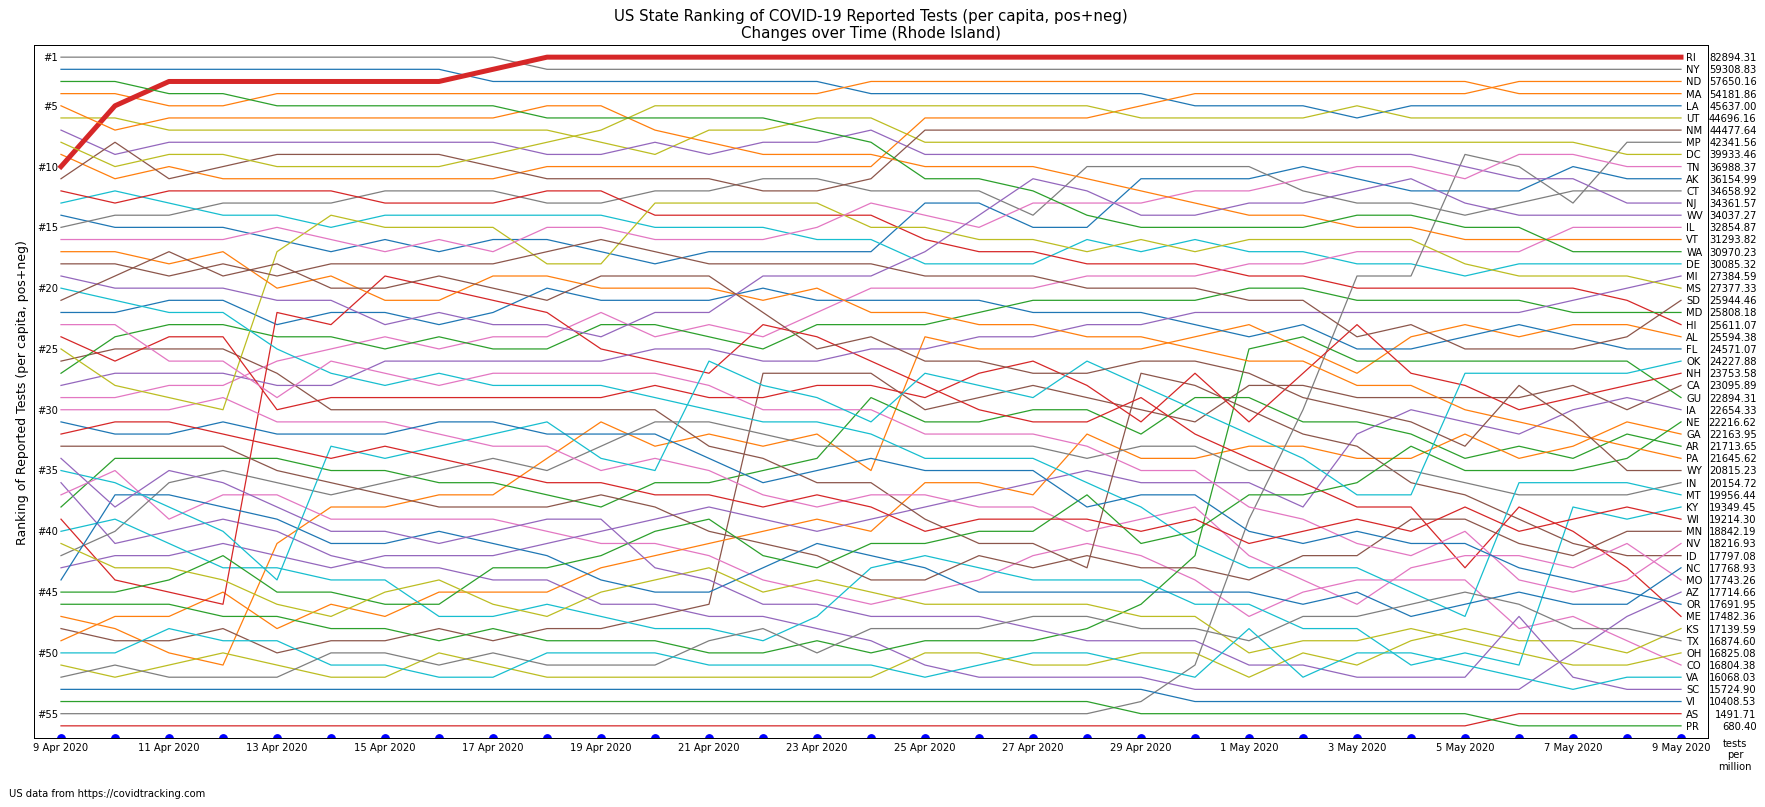 US State Ranking of COVID-19 Reported Tests (per capita, pos+neg)
Changes over Time (Rhode Island)
Ranking of Reported Tests (per capita, pos+neg)
#1
#5
#10
#15
#20
#25
#30
#35
#40
#45
#50
#55
RI 82894.31
NY 59308.83
ND 57650.16
MA 54181.86
LA 45637.00
UT 44696.16
NM 44477.64
MP 42341.56
DC 39933.46
TN 36988.37
AK 36154.99
CT 34658.92
NJ 34361.57
WV 34037.27
IL 32854.87
VT 31293.82
WA 30970.23
DE 30085.32
MI 27384.59
MS 27377.33
SD 25944.46
MD 25808.18
HI 25611.07
AL 25594.38
FL 24571.07
OK 24227.88
NH 23753.58
CA 23095.89
GU 22894.31
IA 22654.33
NE 22216.62
GA 22163.95
AR 21713.65
PA 21645.62
WY 20815.23
IN 20154.72
MT 19956.44
KY 19349.45
WI 19214.30
MN 18842.19
NV 18216.93
ID 17797.08
NC 17768.93
MO 17743.26
AZ 17714.66
OR 17691.95
ME 17482.36
KS 17139.59
TX 16874.60
OH 16825.08
CO 16804.38
VA 16068.03
SC 15724.90
VI 10408.53
AS 1491.71
PR 680.40
9 Apr 2020 11 Apr 2020 13 Apr 2020 15 Apr 2020 17 Apr 2020 19 Apr 2020 21 Apr 2020 23 Apr 2020 25 Apr 2020 27 Apr 2020 29 Apr 2020 1 May 2020 3 May 2020 5 May 2020 7 May 2020 9 May 2020
tests
per
million
US data from https://covidtracking.com